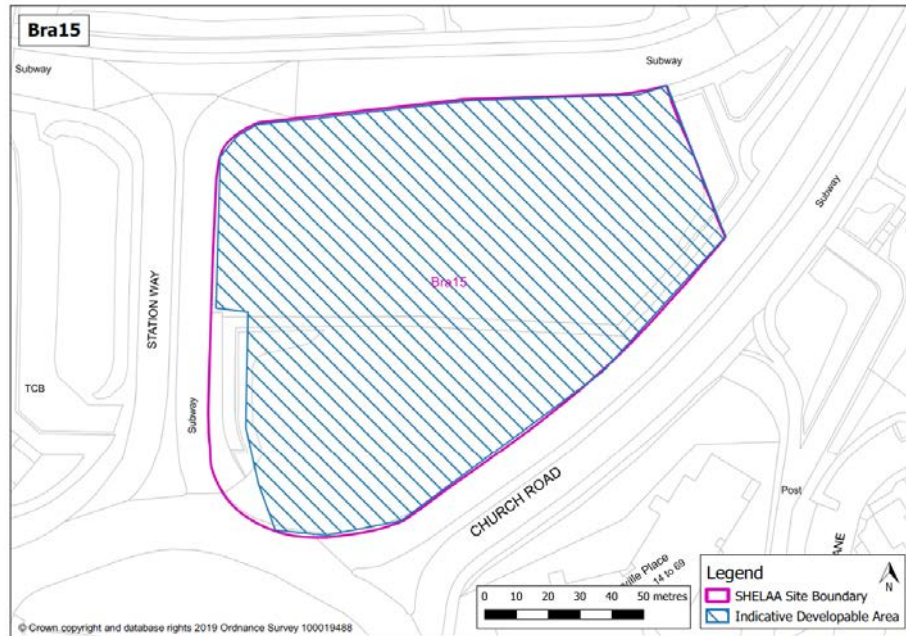 Bra15
Subway
Subway
Subway
Bra15
STATION WAY
TCB
Subway
CHURCH ROAD
Post
ville Place
14 to 69
ANE
0 10 20 30 40 50 metres
Legend
SHELAA Site Boundary
Indicative Developable Area
N
© Crown copyright and database rights 2019 Ordnance Survey 100019488